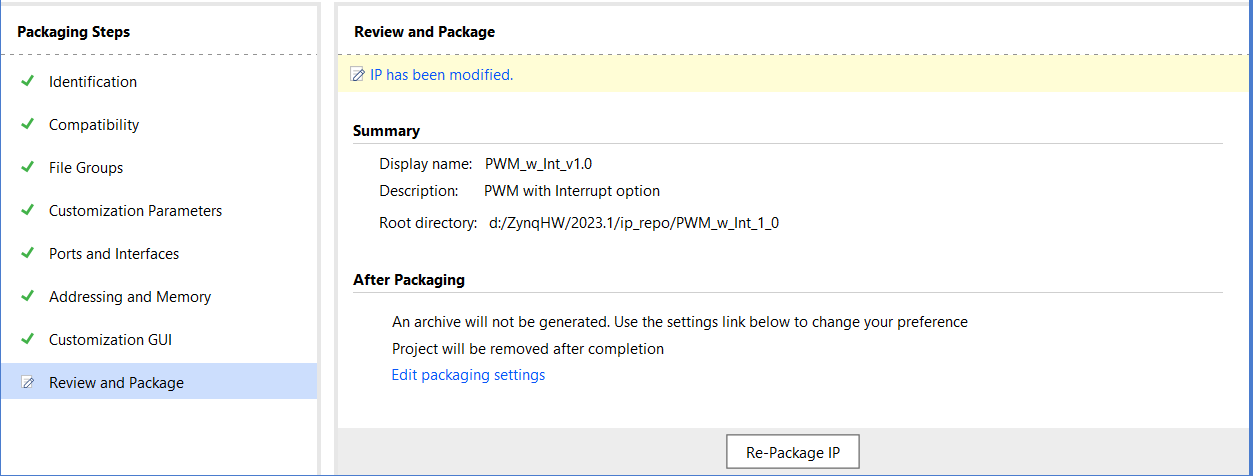 Packaging Steps
Identification
Compatibility
File Groups
Customization Parameters
Ports and Interfaces
Addressing and Memory
Customization GUI
Review and Package
Review and Package
IP has been modified.
Summary
Display name: PWM_w_Int_v1.0
Description: PWM with Interrupt option
Root directory: d:/ZynqHW/2023.1/ip_repo/PWM_w_Int_1_0
After Packaging
An archive will not be generated. Use the settings link below to change your preference
Project will be removed after completion
Edit packaging settings
Re-Package IP